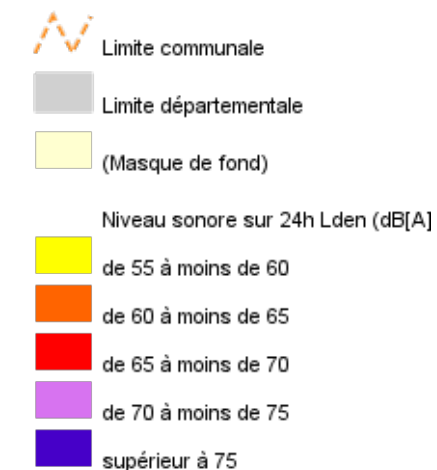 Limite communale
Limite départementale
(Masque de fond)
Niveau sonore sur 24h Lden (dB[A]
de 55 à moins de 60
de 60 à moins de 65
de 65 à moins de 70
de 70 à moins de 75
supérieur à 75